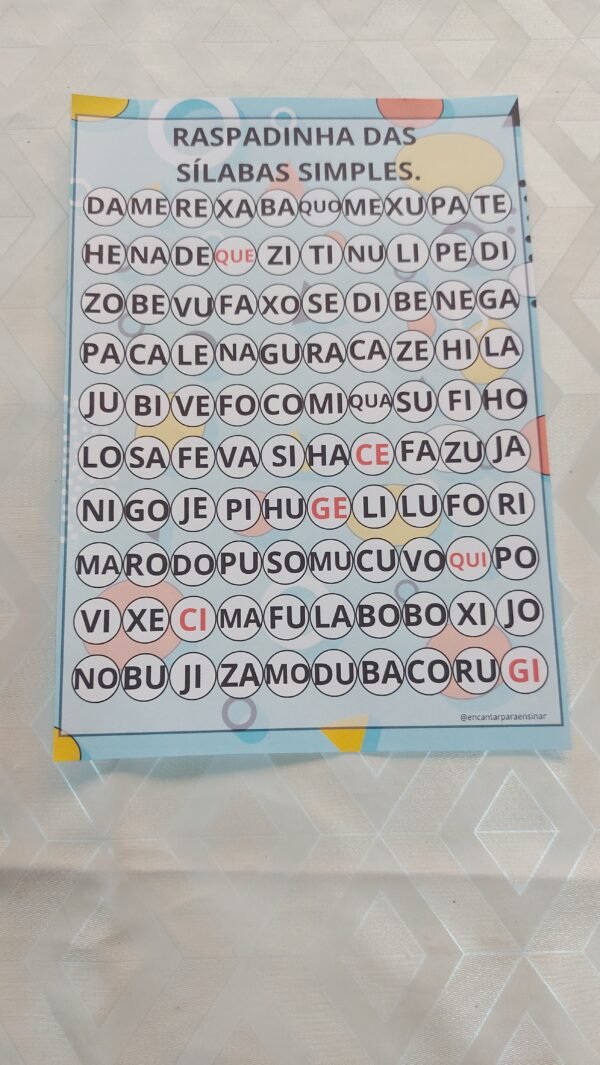 RASPADINHA DAS
SÍLABAS SIMPLES.
DA ME RE XA BA QUO ME XU PA TE
HE NA DE QUE ZI TI NU LI PE DI
ZO BE VU FA XO SE DI BE NE GA
PA CA LE NA GU RA CA ZE HI LA
JU BI VE FO CO MI QUA SU FI HO
LO SA FE VA SI HA CE FA ZU JA
NI GO JE PI HU GE LI LU FO RI
MA RO DO PU SO MU CU VO QUI PO
VI XE CI MA FU LA BO BO XI JO
NO BU JI ZA MO DU BA CO RU GI
@encantarparaensinar